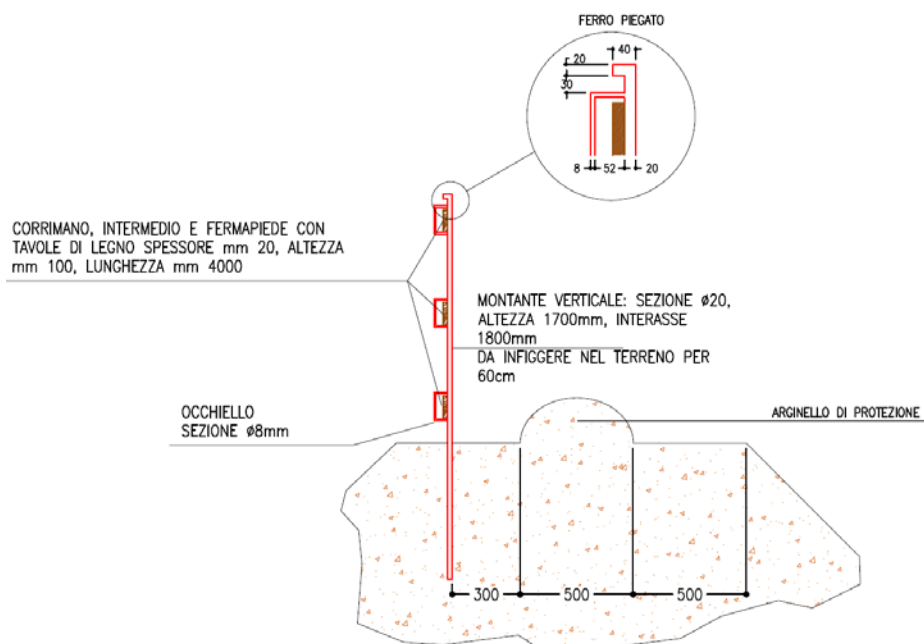 FERRO PIEGATO
40
20
30
8 52 20
CORRIMANO, INTERMEDIO E FERMAPIEDE CON
TAVOLE DI LEGNO SPESSORE mm 20, ALTEZZA
mm 100, LUNGHEZZA mm 4000
MONTANTE VERTICALE: SEZIONE ø20,
ALTEZZA 1700mm, INTERASSE
1800mm
DA INFIGGERE NEL TERRENO PER
60cm
OCCHIELLO
SEZIONE ø8mm
ARGINELLO DI PROTEZIONE
300 500 500